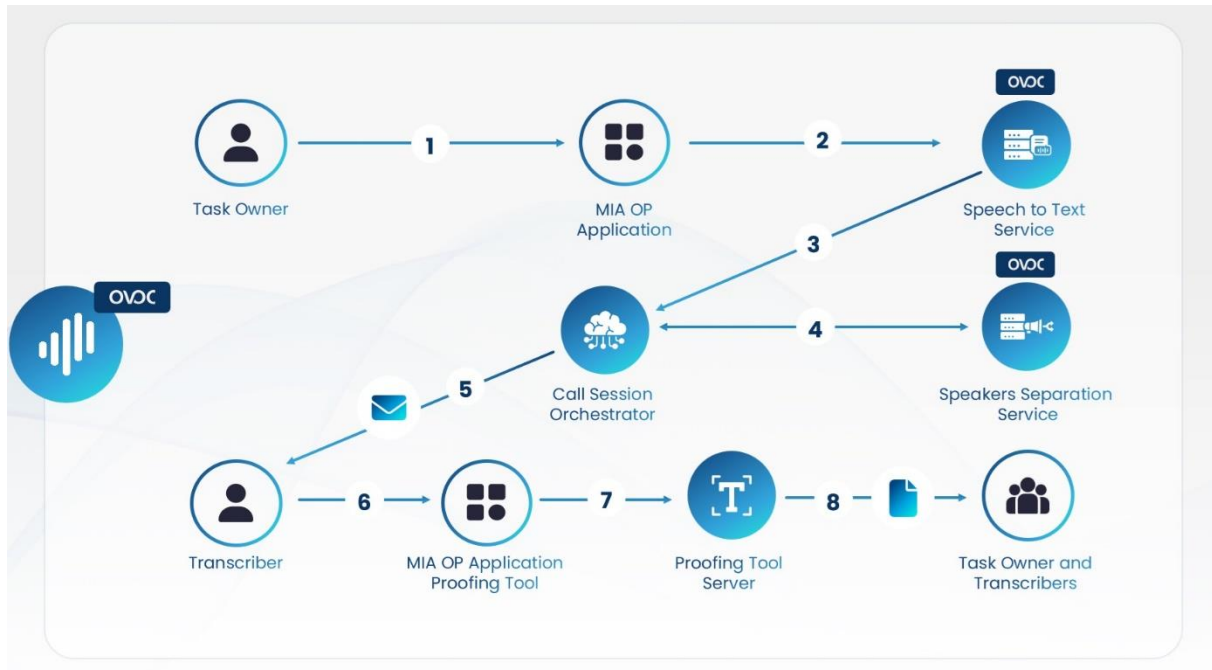 OVOC
1
2
Task Owner
MIA OP
Application
Speech to Text
Service
3
OVOC
OVOC
4
Call Session
Orchestrator
Speakers Separation
Service
5
T
6
7
8
Transcriber
MIA OP Application
Proofing Tool
Proofing Tool
Server
Task Owner and
Transcribers